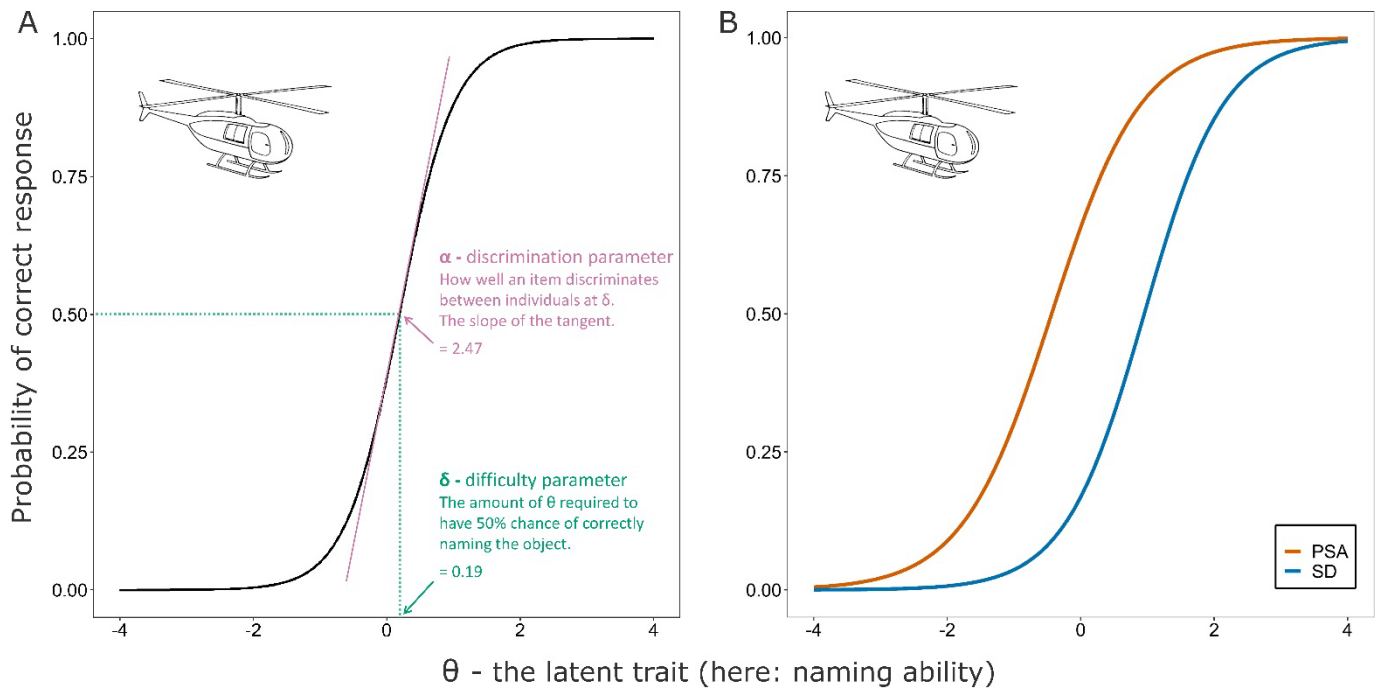 A
1.00
0.75
0.50
0.25
0.00
-4
-2
0
2
4
Probability of correct response
α - discrimination parameter
How well an item discriminates
between individuals at δ.
The slope of the tangent.
= 2.47
δ - difficulty parameter
The amount of θ required to
have 50% chance of correctly
naming the object.
= 0.19
B
1.00
0.75
0.50
0.25
0.00
-4
-2
0
2
4
PSA
SD
θ - the latent trait (here: naming ability)